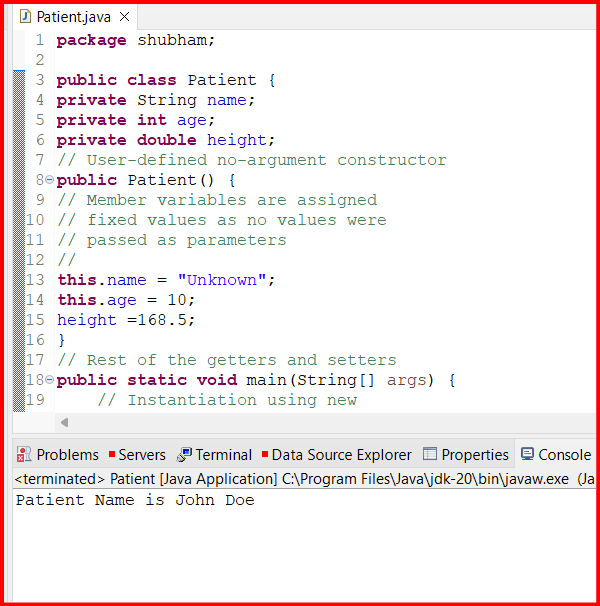 Patient.java
1 package shubham;
2
3 public class Patient {
4 private String name;
5 private int age;
6 private double height;
7 // User-defined no-argument constructor
8 public Patient() {
9 // Member variables are assigned
10 // fixed values as no values were
11 // passed as parameters
12 //
13 this.name = "Unknown";
14 this.age = 10;
15 height =168.5;
16 }
17 // Rest of the getters and setters
18 public static void main(String[] args) {
19 // Instantiation using new
Problems Servers Terminal Data Source Explorer Properties Console
<terminated> Patient [Java Application] C:\Program Files\Java\jdk-20\bin\javaw.exe (Ja
Patient Name is John Doe